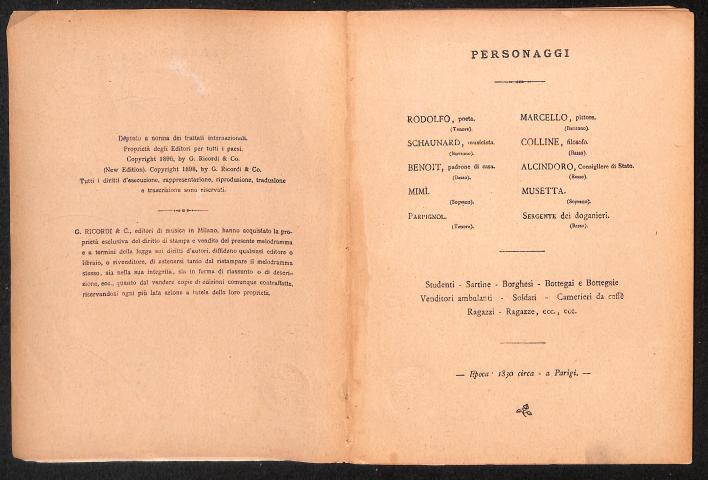 Deposto a norma dei trattati internazionali.
Proprietà degli Editori per tutti i paesi.
Copyright 1896, by G. Ricordi & Co.
(New Edition). Copyright 1898, by G. Ricordi & Co.
Tutti i diritti d'esecuzione, rappresentazione, riproduzione, traduzione
e trascrizione sono riservati.
G. RICORDI & C., editori di musica in Milano, hanno acquistato la pro-
prietà esclusiva del diritto di stampa e vendita del presente melodramma
e a termini della legge sui diritti d'autori, diffidano qualsiasi editore o
libraio, o rivenditore, di astenersi tanto dal ristampare il melodramma
stesso, sia nella sua integrità, sia in forma di riassunto o di descri-
zione, ecc., quanto dal vendere copie di edizioni comunque contraffatte,
riservandosi ogni più lata azione a tutela della loro proprietà.
PERSONAGGI
RODOLFO, poeta.
(Tenore).
MARCELLO, pittore.
(Baritono).
SCHAUNARD, musicista.
(Baritono).
COLLINE, filosofo.
(Basso).
BENOIT, padrone di casa.
(Basso).
ALCINDORO, Consigliere di Stato.
(Basso).
MIMÌ.
(Soprano).
MUSETTA.
(Soprano).
PARPIGNOL.
(Tenore).
SERGENTE dei doganieri.
(Basso).
Studenti - Sartine - Borghesi - Bottegai e Bottegaie
Venditori ambulanti - Soldati - Camerieri da caffè
Ragazzi - Ragazze, ecc., ecc.
— Epoca: 1830 circa - a Parigi. —